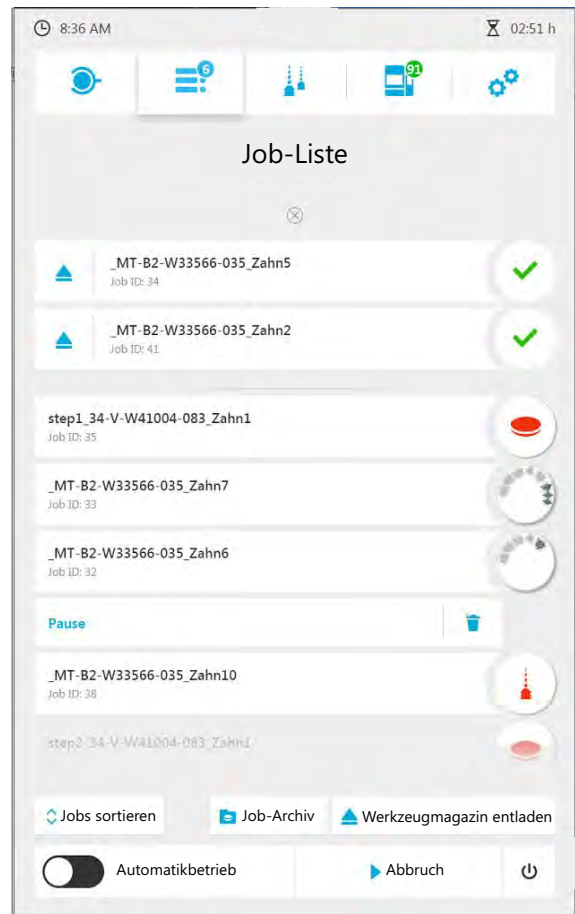 8:36 AM
02:51 h
6
91
Job-Liste
_MT-B2-W33566-035_Zahn5
Job ID: 34
_MT-B2-W33566-035_Zahn2
Job ID: 41
step1_34-V-W41004-083_Zahn1
Job ID: 35
_MT-B2-W33566-035_Zahn7
Job ID: 33
_MT-B2-W33566-035_Zahn6
Job ID: 32
Pause
_MT-B2-W33566-035_Zahn10
Job ID: 38
step2_34-V-W41004-083_Zahn1
Jobs sortieren
Job-Archiv
Werkzeugmagazin entladen
Automatikbetrieb
Abbruch